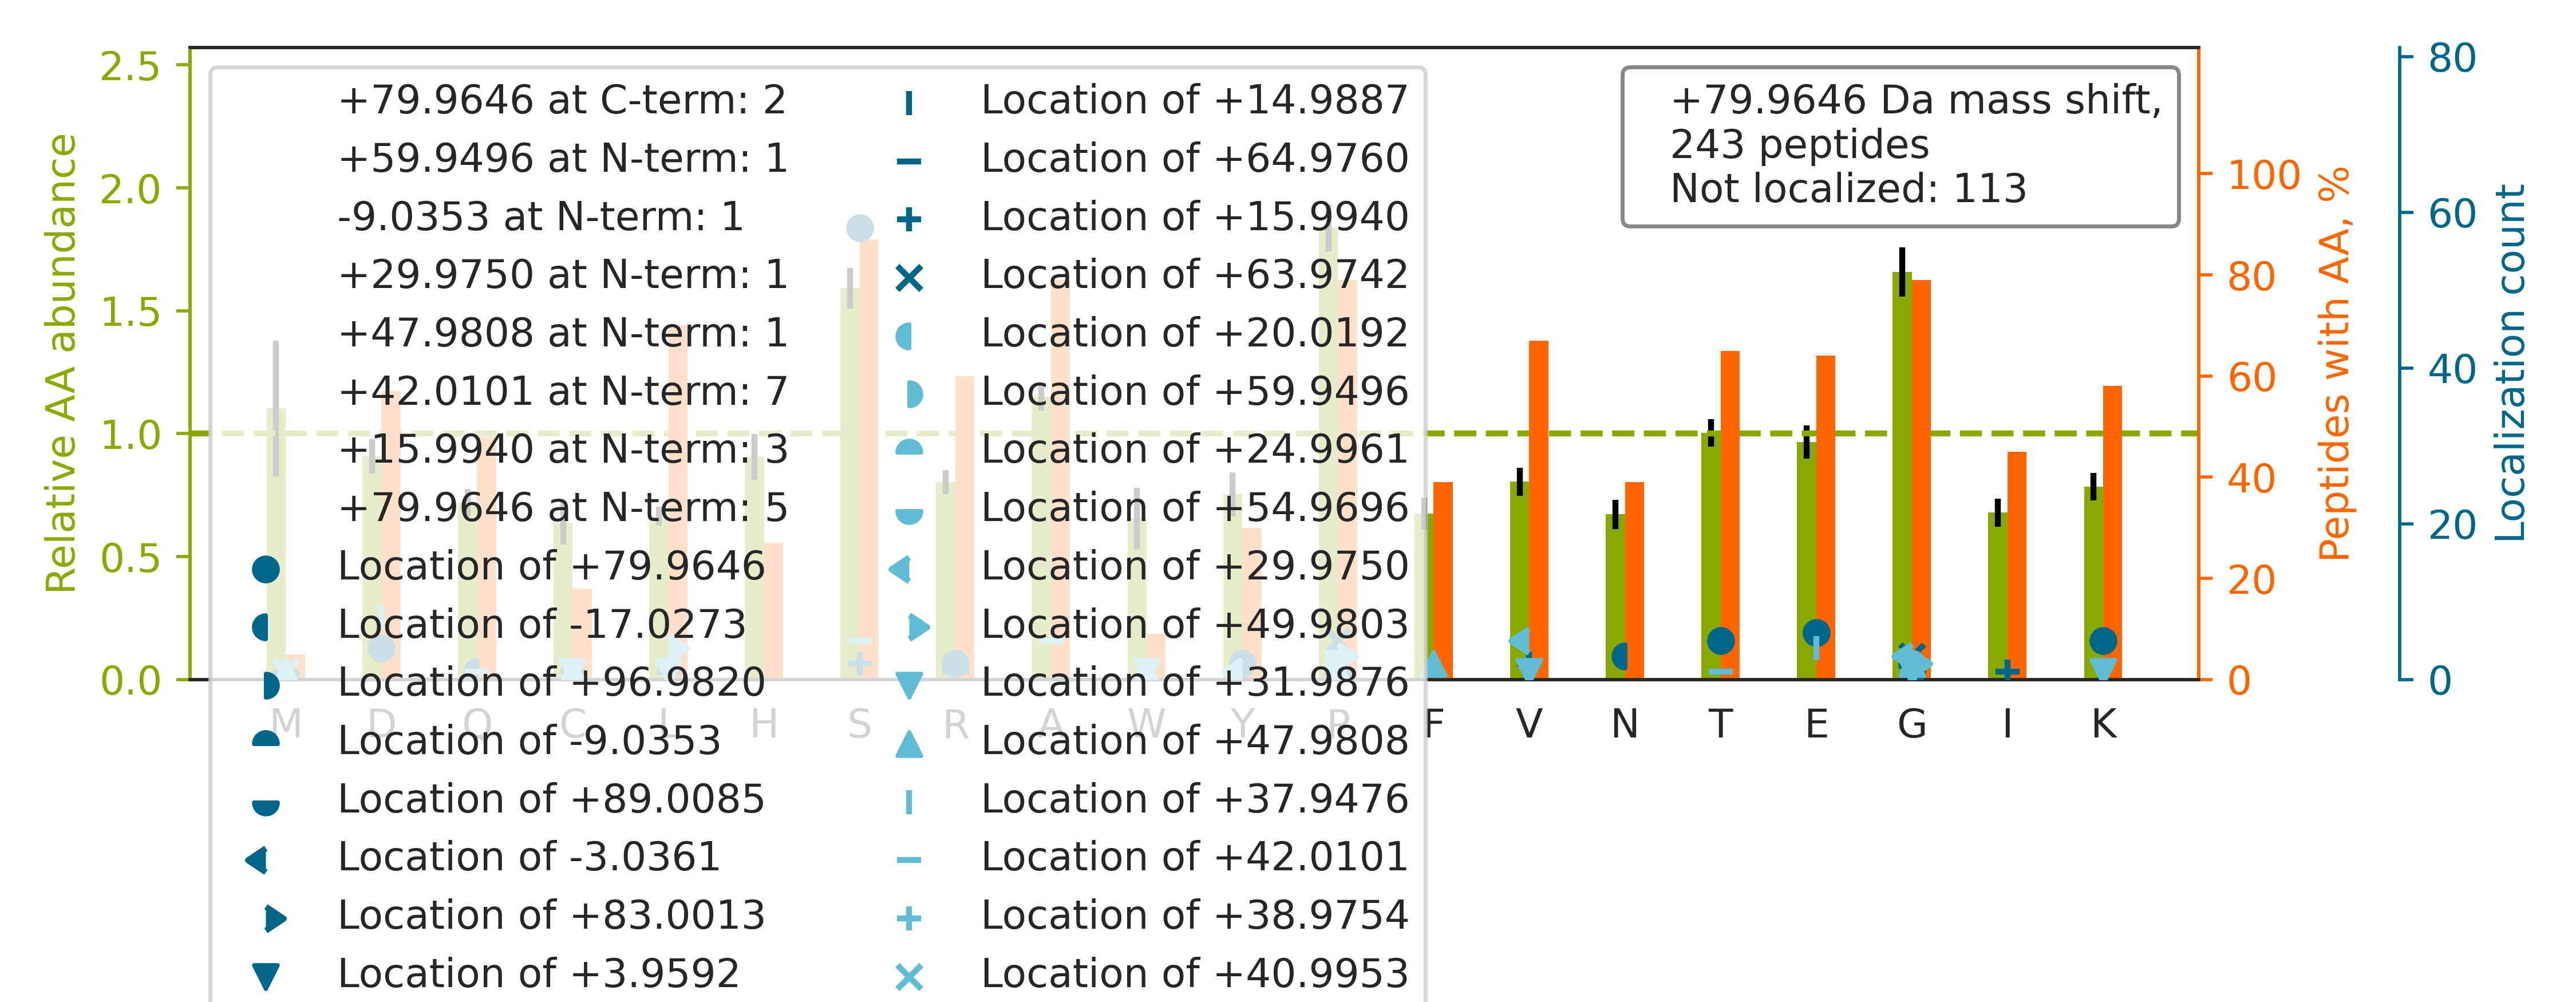 2.5
2.0
1.5
1.0
0.5
0.0
Relative AA abundance
+79.9646 at C-term: 2
+59.9496 at N-term: 1
-9.0353 at N-term: 1
+29.9750 at N-term: 1
+47.9808 at N-term: 1
+42.0101 at N-term: 7
+15.9940 at N-term: 3
+79.9646 at N-term: 5
Location of +79.9646
Location of -17.0273
Location of +96.9820
Location of -9.0353
Location of +89.0085
Location of -3.0361
Location of +83.0013
Location of +3.9592
Location of +14.9887
Location of +64.9760
Location of +15.9940
Location of +63.9742
Location of +20.0192
Location of +59.9496
Location of +24.9961
Location of +54.9696
Location of +29.9750
Location of +49.9803
Location of +31.9876
Location of +47.9808
Location of +37.9476
Location of +42.0101
Location of +38.9754
Location of +40.9953
+79.9646 Da mass shift,
243 peptides
Not localized: 113
M D Q C L H S R A W Y P F V N T E G I K
100
80
60
40
20
0
Peptides with AA, %
80
60
40
20
0
Localization count